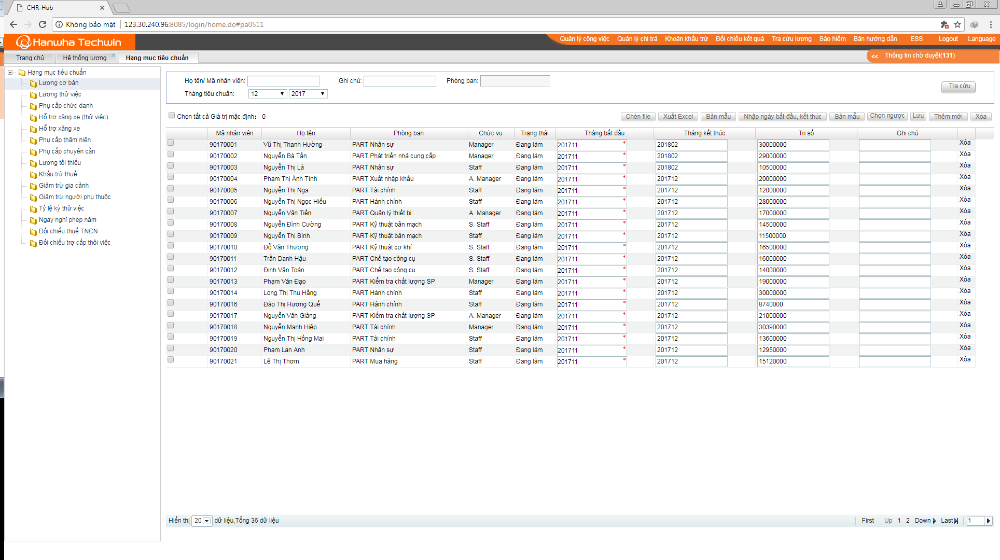 CHR-Hub
Không bảo mật 123.30.240.96:8085/login/home.do#pa0511
Hanwha Techwin
Quản lý công việc Quản lý chi trả Khoản khấu trừ Đối chiếu kết quả Tra cứu lương Bảo hiểm Bản hướng dẫn ESS Logout Language
Trang chủ Hệ thống lương Hạng mục tiêu chuẩn
<< Thông tin chờ duyệt(131)
Hạng mục tiêu chuẩn
Lương cơ bản
Lương thử việc
Phụ cấp chức danh
Hỗ trợ xăng xe (thử việc)
Hỗ trợ xăng xe
Phụ cấp thâm niên
Phụ cấp chuyên cần
Lương tối thiểu
Khấu trừ thuế
Giảm trừ gia cảnh
Giảm trừ người phụ thuộc
Tỷ lệ kỳ thử việc
Ngày nghỉ phép năm
Đối chiếu thuế TNCN
Đối chiếu trợ cấp thôi việc
Họ tên/ Mã nhân viên: Ghi chú: Phòng ban:
Tháng tiêu chuẩn: 12 2017
Tra cứu
Chọn tất cả Giá trị mặc định: 0
Chèn file Xuất Excel Bản mẫu Nhập ngày bắt đầu, kết thúc Bản mẫu Chọn ngược Lưu Thêm mới Xóa
Mã nhân viên Họ tên Phòng ban Chức vụ Trạng thái Tháng bắt đầu Tháng kết thúc Trị số Ghi chú
90170001 Vũ Thị Thanh Hường PART Nhân sự Manager Đang làm 201711 * 201802 30000000 Xóa
90170002 Nguyễn Bá Tấn PART Phát triển nhà cung cấp Manager Đang làm 201711 * 201802 29000000 Xóa
90170003 Nguyễn Thị Là PART Nhân sự Staff Đang làm 201711 * 201802 10500000 Xóa
90170004 Phạm Thị Ánh Tình PART Xuất nhập khẩu A. Manager Đang làm 201711 * 201712 20000000 Xóa
90170005 Nguyễn Thị Nga PART Tài chính Staff Đang làm 201711 * 201712 12000000 Xóa
90170006 Nguyễn Thị Ngọc Hiếu PART Hành chính Staff Đang làm 201711 * 201712 28000000 Xóa
90170007 Nguyễn Văn Tiến PART Quản lý thiết bị A. Manager Đang làm 201711 * 201712 17000000 Xóa
90170008 Nguyễn Đình Cường PART Kỹ thuật bản mạch S. Staff Đang làm 201711 * 201712 14500000 Xóa
90170009 Nguyễn Thị Bình PART Kỹ thuật bản mạch S. Staff Đang làm 201711 * 201712 11500000 Xóa
90170010 Đỗ Văn Thương PART Kỹ thuật cơ khí S. Staff Đang làm 201711 * 201712 16500000 Xóa
90170011 Trần Danh Hậu PART Chế tạo công cụ S. Staff Đang làm 201711 * 201712 16000000 Xóa
90170012 Đinh Văn Toàn PART Chế tạo công cụ S. Staff Đang làm 201711 * 201712 14000000 Xóa
90170013 Phạm Văn Đạo PART Kiểm tra chất lượng SP Manager Đang làm 201711 * 201712 19000000 Xóa
90170014 Long Thị Thu Hằng PART Hành chính Staff Đang làm 201711 * 201712 30000000 Xóa
90170016 Đào Thị Hương Quế PART Hành chính Staff Đang làm 201711 * 201712 8740000 Xóa
90170017 Nguyễn Văn Giảng PART Kiểm tra chất lượng SP A. Manager Đang làm 201711 * 201712 21000000 Xóa
90170018 Nguyễn Mạnh Hiệp PART Tài chính Manager Đang làm 201711 * 201712 30390000 Xóa
90170019 Nguyễn Thị Hồng Mai PART Tài chính Staff Đang làm 201711 * 201712 13600000 Xóa
90170020 Phạm Lan Anh PART Nhân sự Staff Đang làm 201711 * 201712 12950000 Xóa
90170021 Lê Thị Thơm PART Mua hàng Staff Đang làm 201711 * 201712 15120000 Xóa
Hiển thị 20 dữ liệu,Tổng 36 dữ liệu
First Up 1 2 Down Last 1